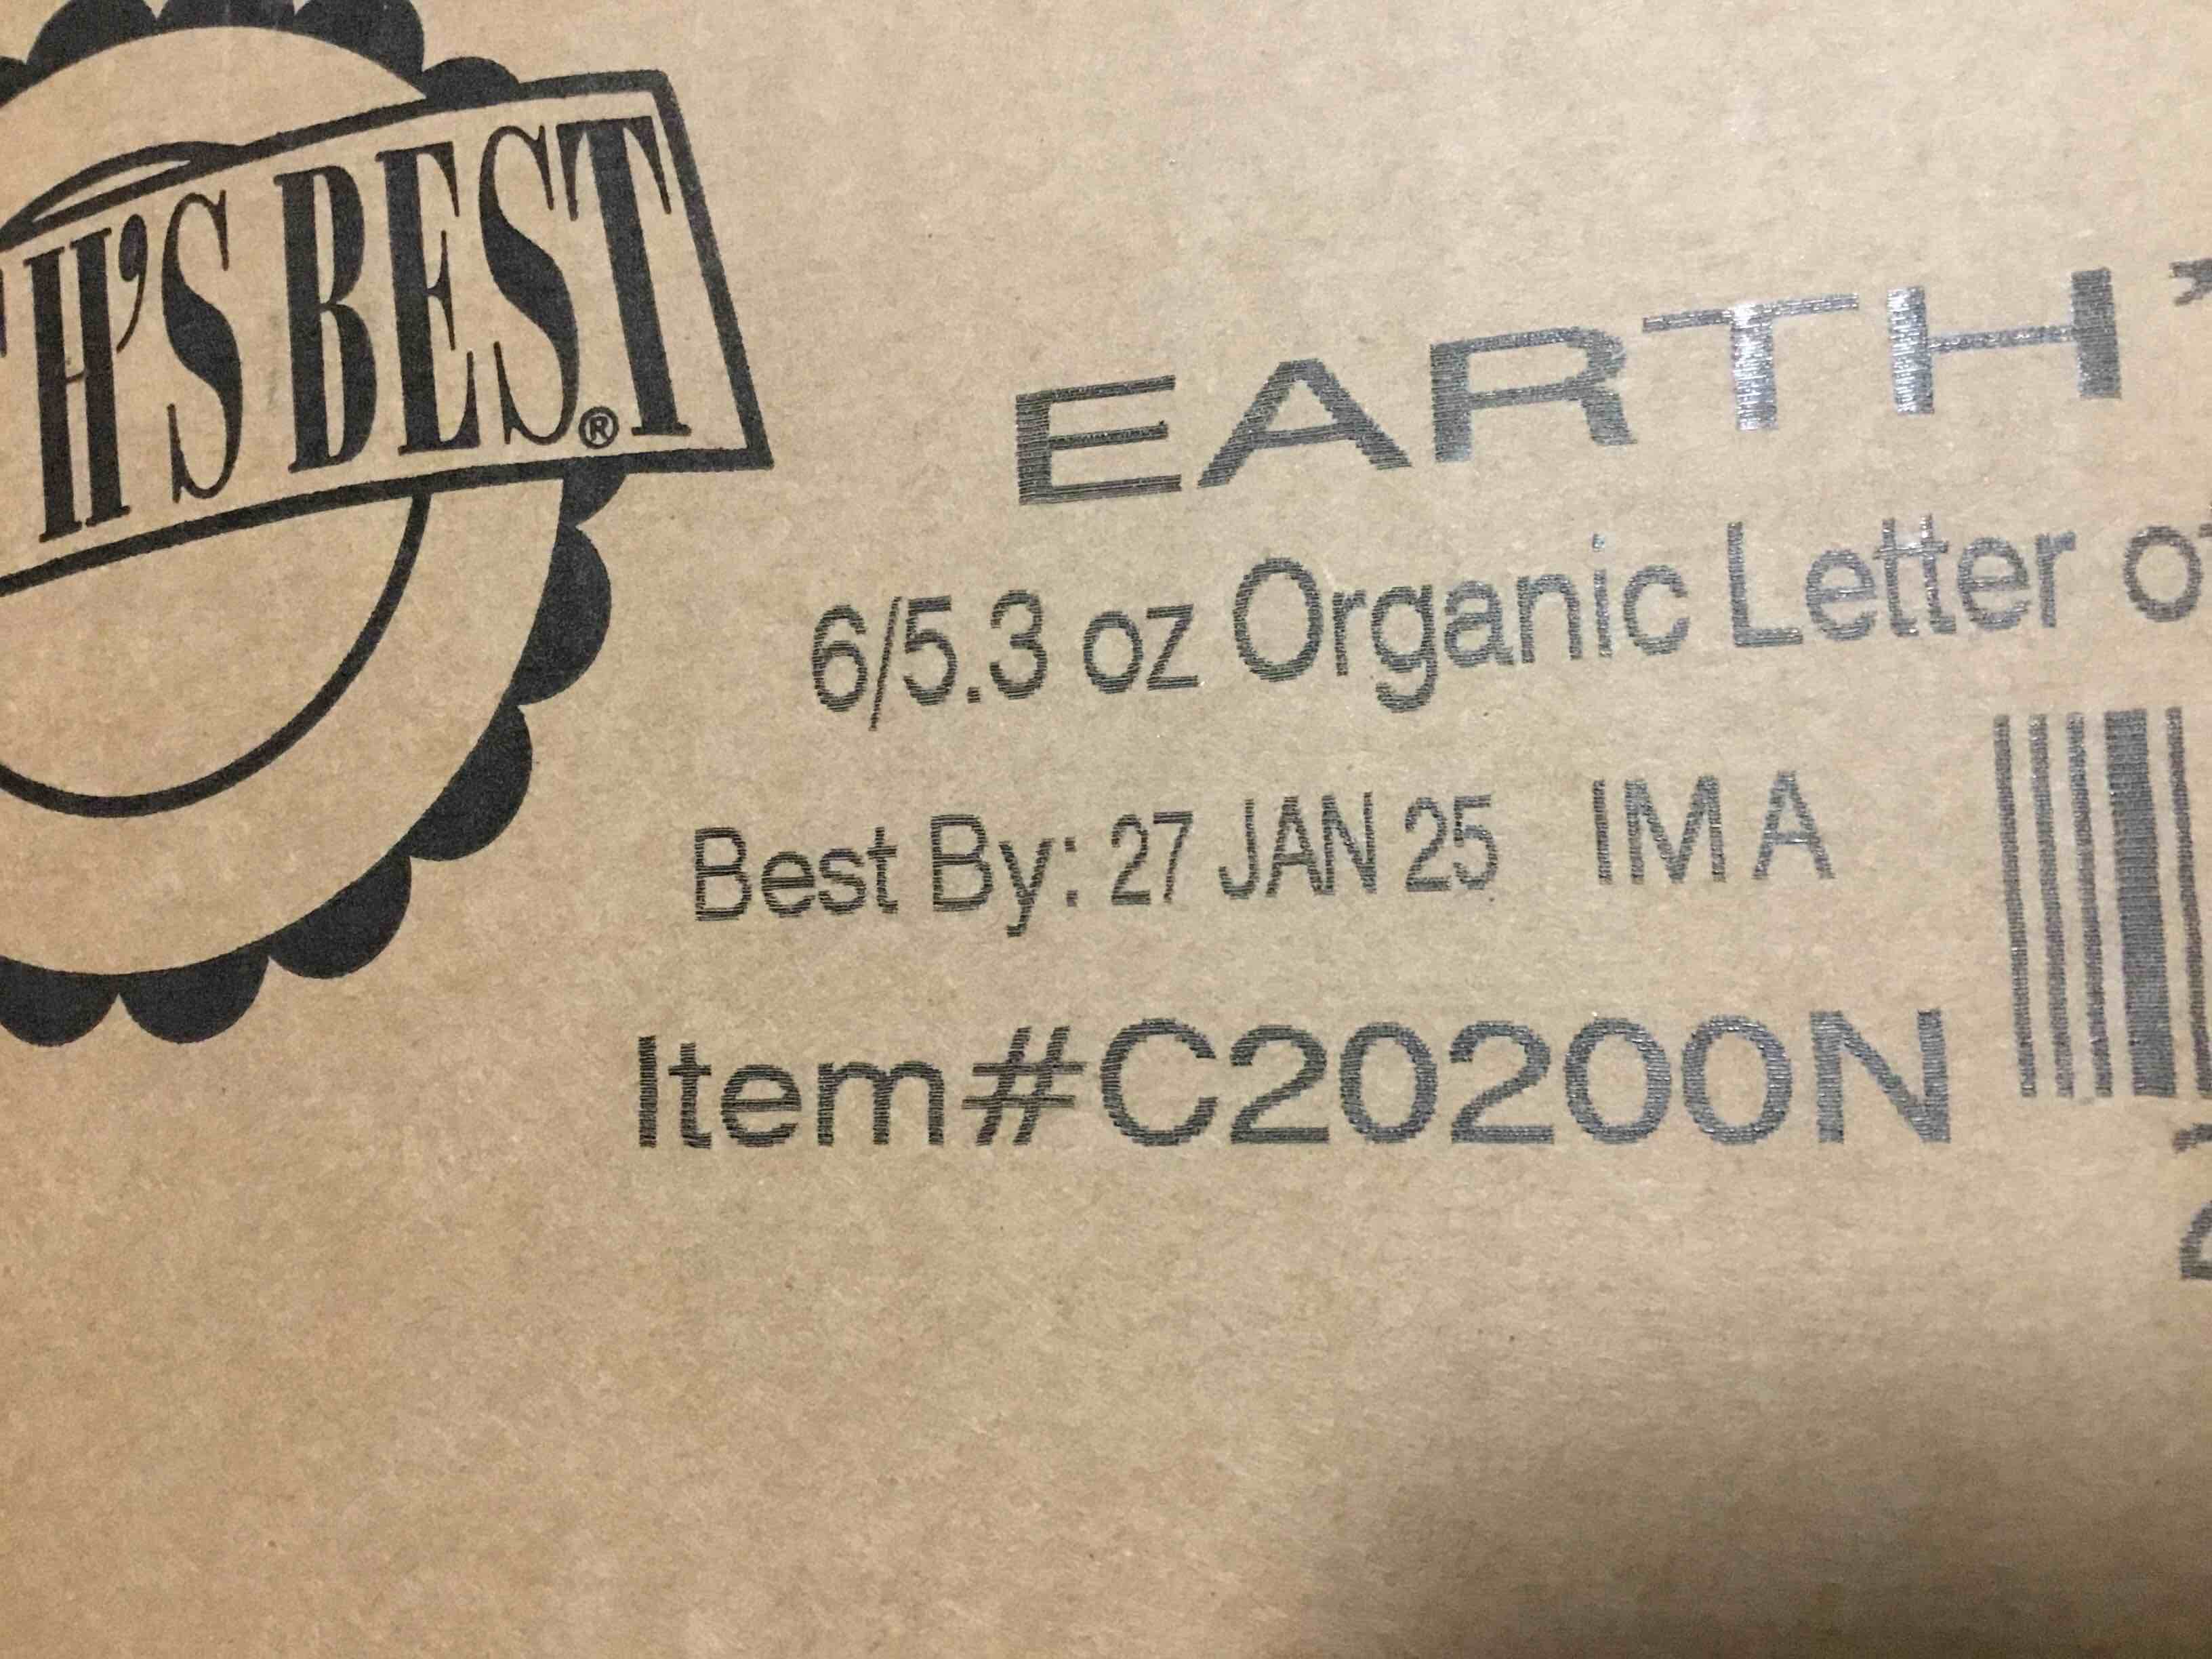 H'S BEST®
EARTH'
6/5.3 oz Organic Letter
Best By: 27 JAN 25 IM A
Item#C20200N